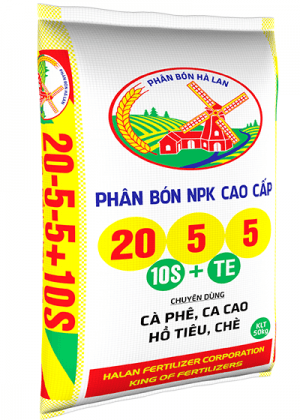 PHÂN BÓN HÀ LAN
PHÂN BÓN NPK CAO CẤP
20 5 5
10S + TE
CHUYÊN DÙNG
CÀ PHÊ, CA CAO
HỒ TIÊU, CHÈ
KLT
50kg
HALAN FERTILIZER CORPORATION
KING OF FERTILIZERS
20-5-5+10S